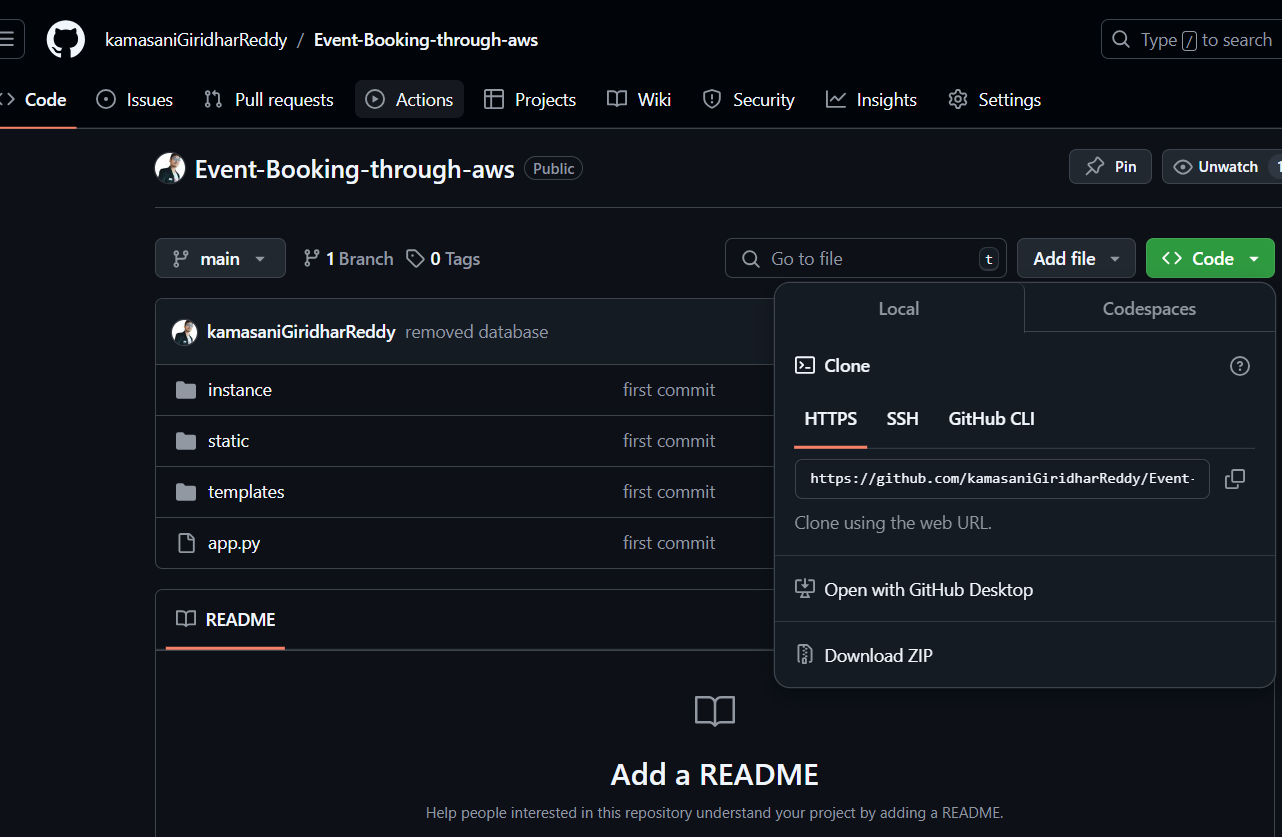 kamasaniGiridharReddy / Event-Booking-through-aws
Type / to search
Code Issues Pull requests Actions Projects Wiki Security Insights Settings
Event-Booking-through-aws Public
Pin Unwatch 1
main 1 Branch 0 Tags
Go to file t Add file Code
Local Codespaces
kamasaniGiridharReddy removed database
Clone
instance first commit
HTTPS SSH GitHub CLI
static first commit
https://github.com/kamasaniGiridharReddy/Event-
templates first commit
Clone using the web URL.
app.py first commit
Open with GitHub Desktop
README
Download ZIP
Add a README
Help people interested in this repository understand your project by adding a README.